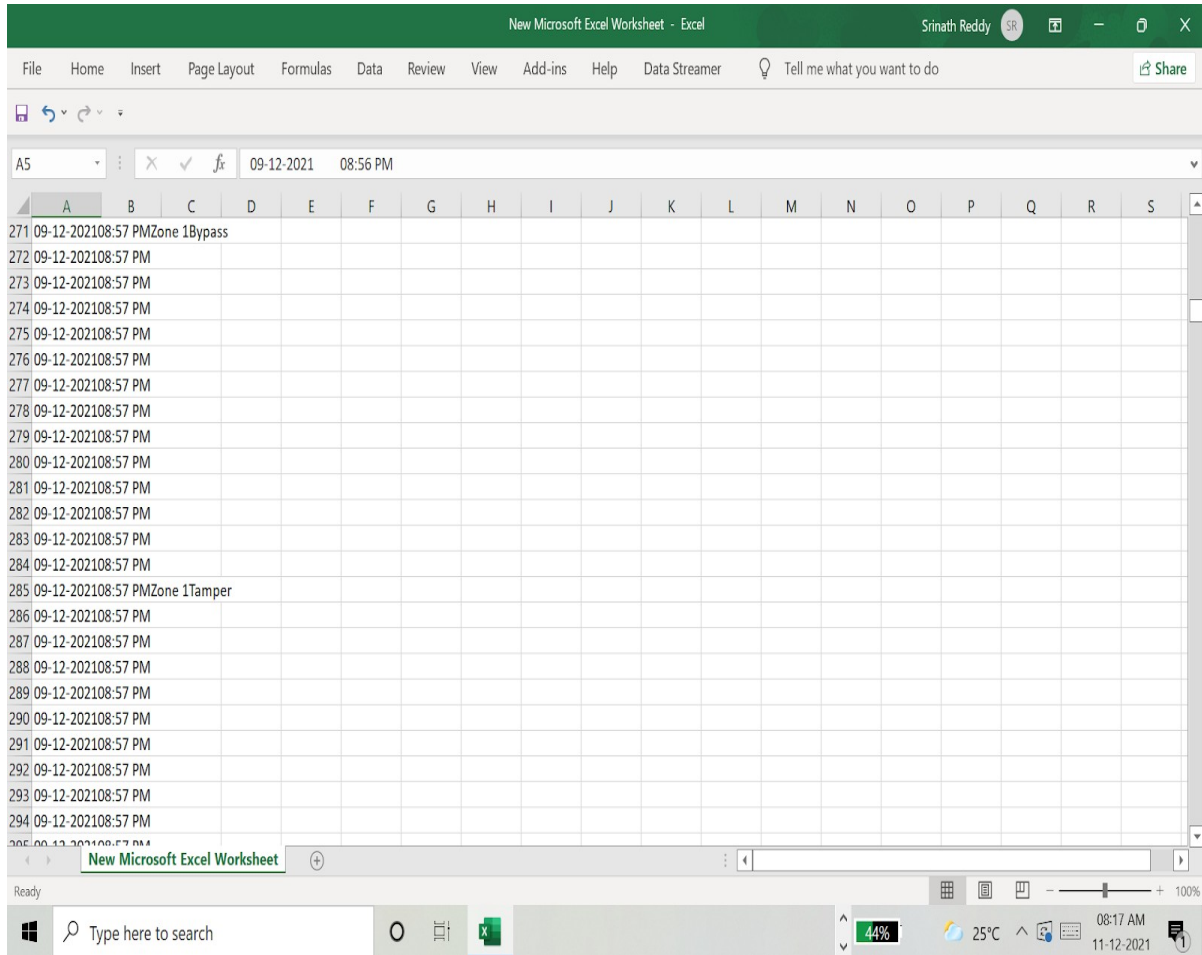 New Microsoft Excel Worksheet - Excel
Srinath Reddy SR
File Home Insert Page Layout Formulas Data Review View Add-ins Help Data Streamer Tell me what you want to do Share
A5 fx 09-12-2021 08:56 PM
A B C D E F G H I J K L M N O P Q R S
271 09-12-202108:57 PMZone 1Bypass
272 09-12-202108:57 PM
273 09-12-202108:57 PM
274 09-12-202108:57 PM
275 09-12-202108:57 PM
276 09-12-202108:57 PM
277 09-12-202108:57 PM
278 09-12-202108:57 PM
279 09-12-202108:57 PM
280 09-12-202108:57 PM
281 09-12-202108:57 PM
282 09-12-202108:57 PM
283 09-12-202108:57 PM
284 09-12-202108:57 PM
285 09-12-202108:57 PMZone 1Tamper
286 09-12-202108:57 PM
287 09-12-202108:57 PM
288 09-12-202108:57 PM
289 09-12-202108:57 PM
290 09-12-202108:57 PM
291 09-12-202108:57 PM
292 09-12-202108:57 PM
293 09-12-202108:57 PM
294 09-12-202108:57 PM
295 09-12-202108:57 PM
New Microsoft Excel Worksheet
Ready 100%
Type here to search 44% 25°C 08:17 AM
11-12-2021 1